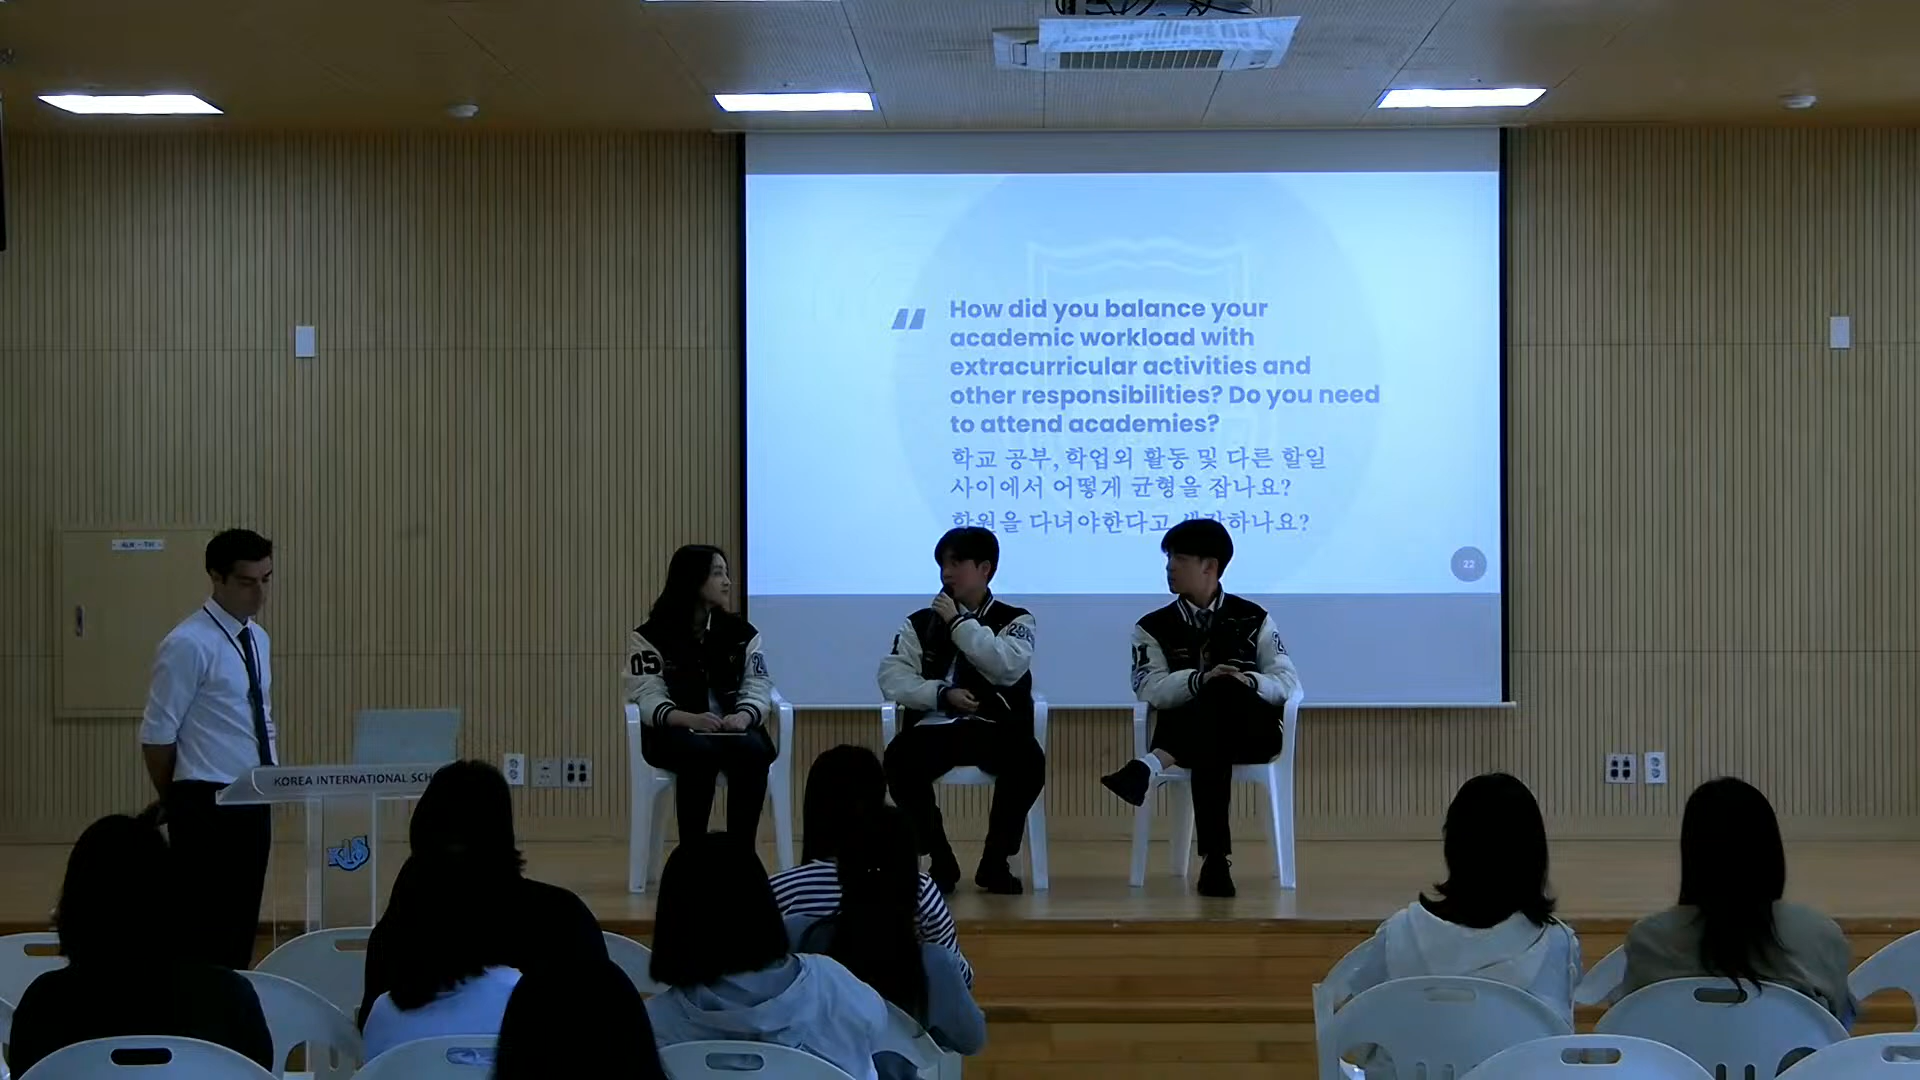 “
How did you balance your
academic workload with
extracurricular activities and
other responsibilities? Do you need
to attend academies?
학교 공부, 학업외 활동 및 다른 할일
사이에서 어떻게 균형을 잡나요?
학원을 다녀야한다고 생각하나요?
22
05
KOREA INTERNATIONAL SCH
KIS